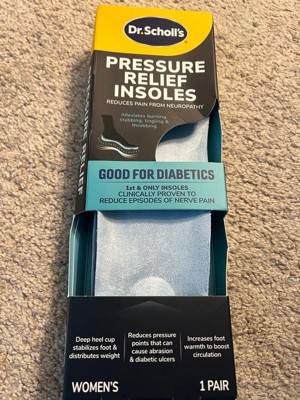 Dr.Scholl's
PRESSURE
RELIEF
INSOLES
REDUCES PAIN FROM NEUROPATHY
Alleviates burning,
stabbing, tingling &
throbbing
GOOD FOR DIABETICS
1st & ONLY INSOLES
CLINICALLY PROVEN TO
REDUCE EPISODES OF NERVE PAIN
Deep heel cup
stabilizes foot &
distributes weight
Reduces pressure
points that can
cause abrasion
& diabetic ulcers
Increases foot
warmth to boost
circulation
WOMEN'S
1 PAIR